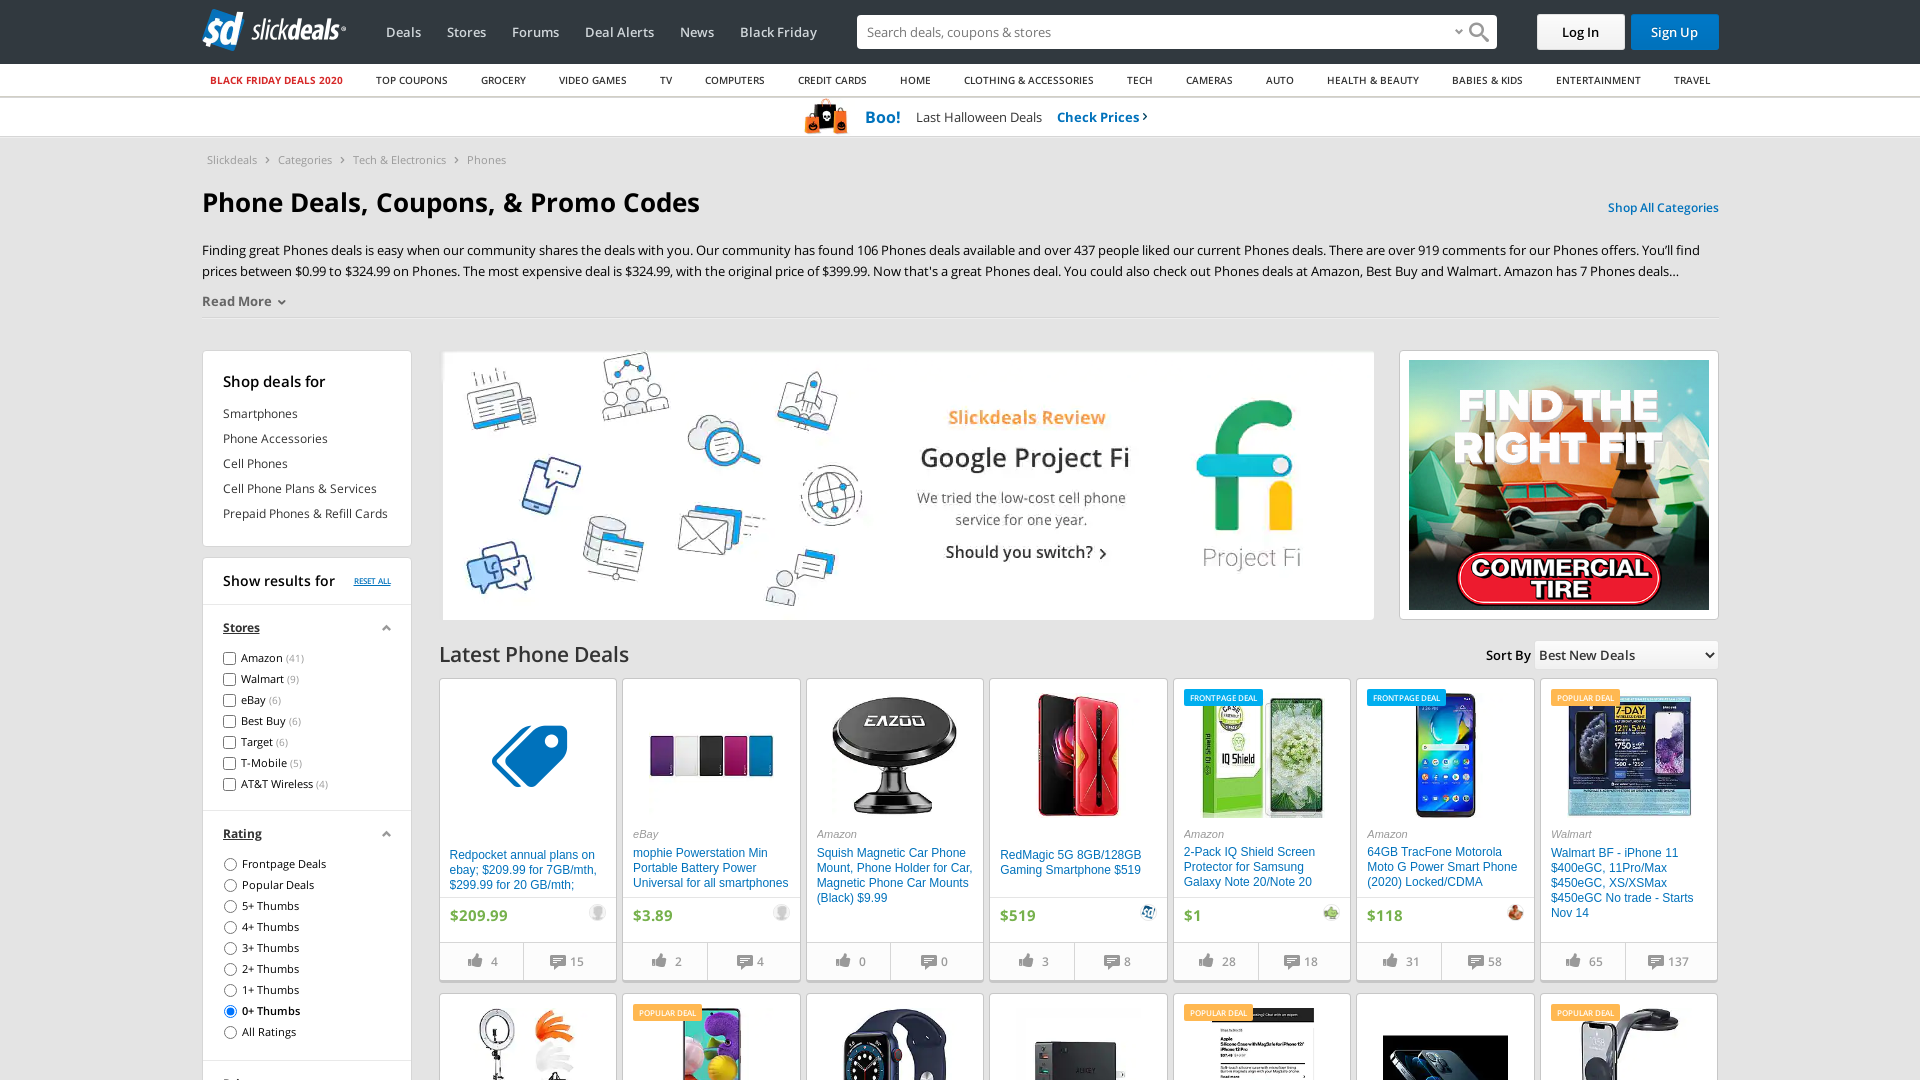 slickdeals
Deals
Stores
Forums
Deal Alerts
News
Black Friday
Search deals, coupons & stores
Log In
Sign Up
BLACK FRIDAY DEALS 2020
TOP COUPONS
GROCERY
VIDEO GAMES
TV
COMPUTERS
CREDIT CARDS
HOME
CLOTHING & ACCESSORIES
TECH
CAMERAS
AUTO
HEALTH & BEAUTY
BABIES & KIDS
ENTERTAINMENT
TRAVEL
Boo! Last Halloween Deals Check Prices
Slickdeals > Categories > Tech & Electronics > Phones
Phone Deals, Coupons, & Promo Codes
Shop All Categories
Finding great Phones deals is easy when our community shares the deals with you. Our community has found 106 Phones deals available and over 437 people liked our current Phones deals. There are over 919 comments for our Phones offers. You’ll find
prices between $0.99 to $324.99 on Phones. The most expensive deal is $324.99, with the original price of $399.99. Now that's a great Phones deal. You could also check out Phones deals at Amazon, Best Buy and Walmart. Amazon has 7 Phones deals…
Read More
Shop deals for
Smartphones
Phone Accessories
Cell Phones
Cell Phone Plans & Services
Prepaid Phones & Refill Cards
Show results for
RESET ALL
Stores
Amazon (41)
Walmart (9)
eBay (6)
Best Buy (6)
Target (6)
T-Mobile (5)
AT&T Wireless (4)
Rating
Frontpage Deals
Popular Deals
5+ Thumbs
4+ Thumbs
3+ Thumbs
2+ Thumbs
1+ Thumbs
0+ Thumbs
All Ratings
Slickdeals Review
Google Project Fi
We tried the low-cost cell phone
service for one year.
Should you switch?
Project Fi
FIND THE
RIGHT FIT
COMMERCIAL
TIRE
Latest Phone Deals
Sort By
Best New Deals
Redpocket annual plans on
ebay; $209.99 for 7GB/mth,
$299.99 for 20 GB/mth;
$209.99
4
15
eBay
mophie Powerstation Min
Portable Battery Power
Universal for all smartphones
$3.89
2
4
EAZOO
Amazon
Squish Magnetic Car Phone
Mount, Phone Holder for Car,
Magnetic Phone Car Mounts
(Black) $9.99
0
0
RedMagic 5G 8GB/128GB
Gaming Smartphone $519
$519
3
8
FRONTPAGE DEAL
IQ Shield
Amazon
2-Pack IQ Shield Screen
Protector for Samsung
Galaxy Note 20/Note 20
$1
28
18
FRONTPAGE DEAL
Amazon
64GB TracFone Motorola
Moto G Power Smart Phone
(2020) Locked/CDMA
$118
31
58
POPULAR DEAL
7-DAY
Walmart
Walmart BF - iPhone 11
$400eGC, 11Pro/Max
$450eGC, XS/XSMax
$450eGC No trade - Starts
Nov 14
65
137
POPULAR DEAL
POPULAR DEAL
POPULAR DEAL